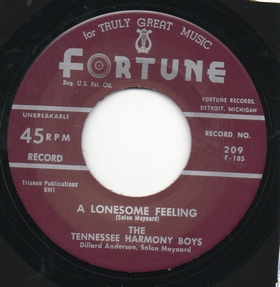 for TRULY GREAT MUSIC
FORTUNE
Reg. U.S. Pat. Off.
FORTUNE RECORDS,
DETROIT, MICHIGAN
UNBREAKABLE
45 RPM
RECORD
RECORD NO.
209
F-185
Trianon Publications
BMI
A LONESOME FEELING
(Solon Maynard)
THE
TENNESSEE HARMONY BOYS
Dillard Anderson, Solon Maynard